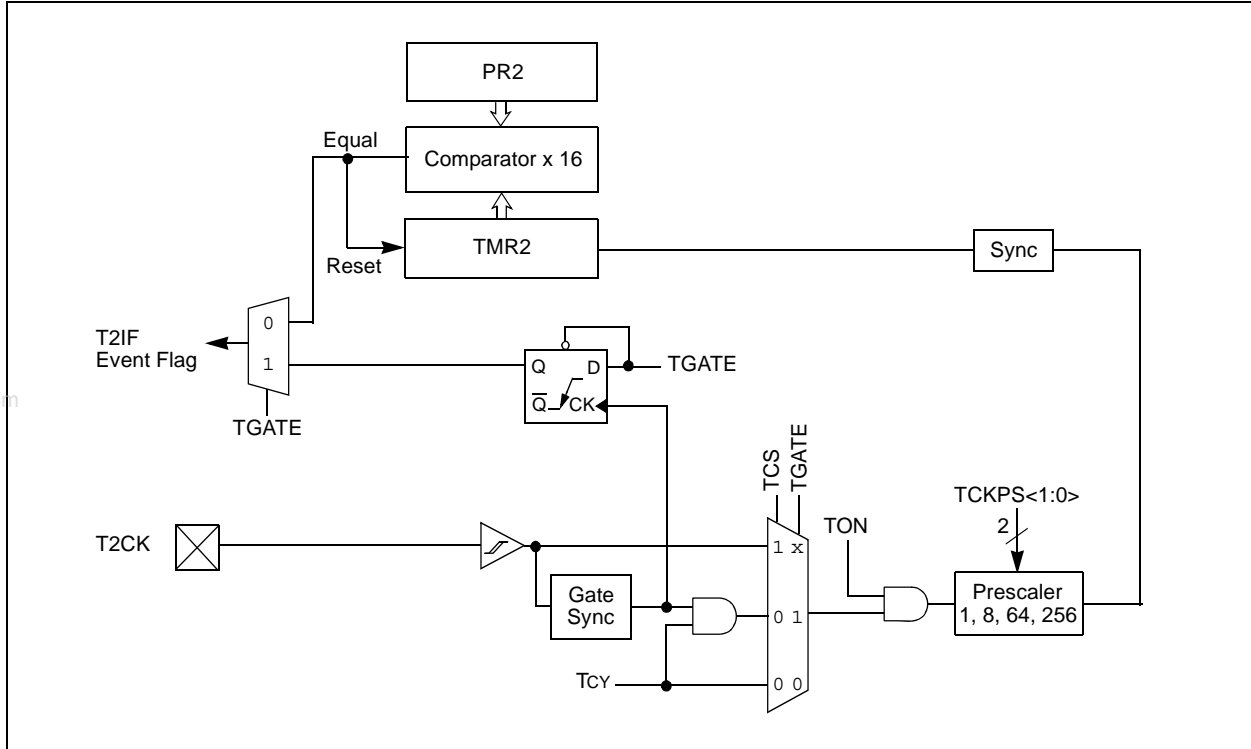 PR2
Equal
Comparator x 16
TMR2
Reset
Sync
T2IF
Event Flag
0
1
TGATE
Q
D
Q̅
CK
TGATE
TCS
TGATE
TCKPS<1:0>
2
TON
T2CK
1 x
Gate
Sync
0 1
Prescaler
1, 8, 64, 256
TCY
0 0